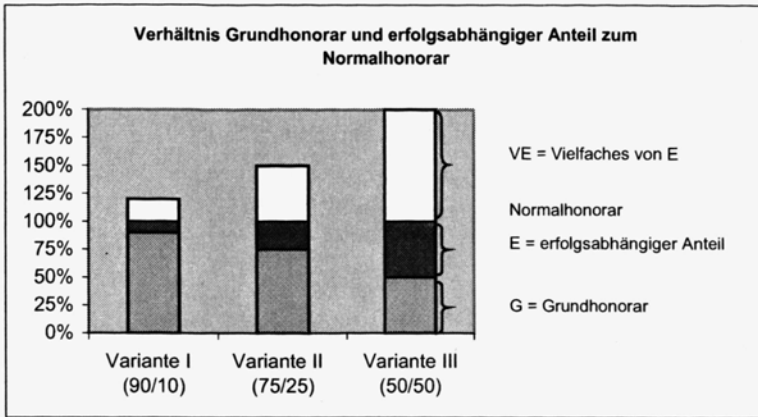 Verhältnis Grundhonorar und erfolgsabhängiger Anteil zum
Normalhonorar
200%
175%
150%
125%
100%
75%
50%
25%
0%
VE = Vielfaches von E
Normalhonorar
E = erfolgsabhängiger Anteil
G = Grundhonorar
Variante I
(90/10)
Variante II
(75/25)
Variante III
(50/50)